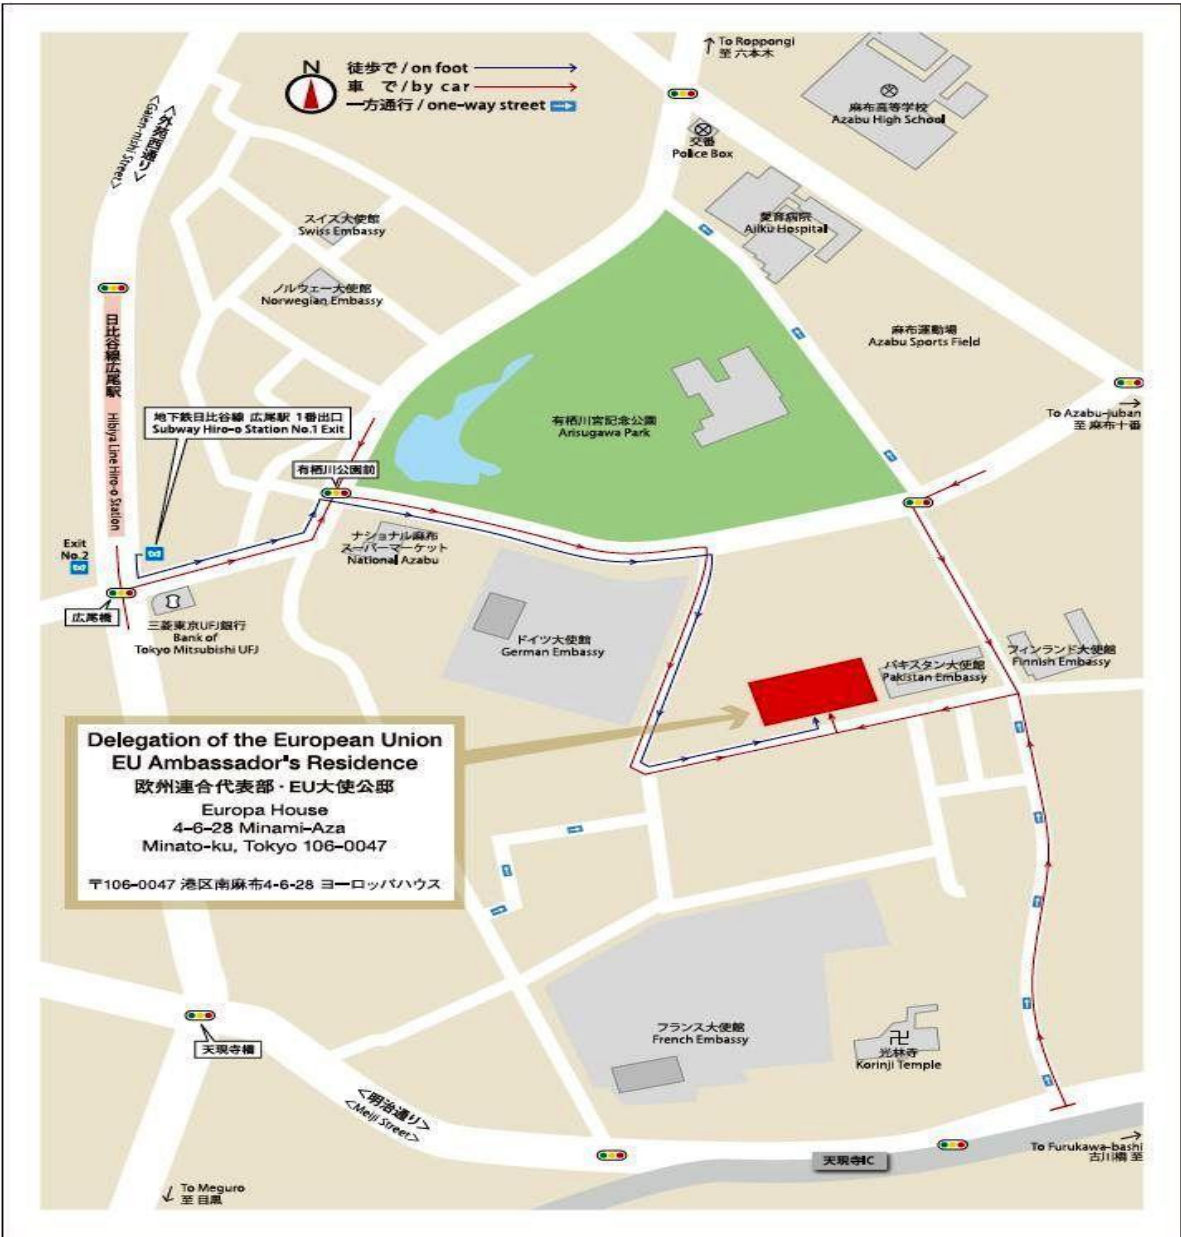 To Roppongi
至 六本木
N
徒歩で / on foot
車 で / by car
一方通行 / one-way street
<外苑西通り>
<Gaien-nishi Street>
麻布高等学校
Azabu High School
交番
Police Box
スイス大使館
Swiss Embassy
愛育病院
Aiiku Hospital
ノルウェー大使館
Norwegian Embassy
麻布運動場
Azabu Sports Field
日比谷線広尾駅
Hibiya Line Hiro-o Station
地下鉄日比谷線 広尾駅 1番出口
Subway Hiro-o Station No.1 Exit
有栖川宮記念公園
Arisugawa Park
To Azabu-juban
至 麻布十番
有栖川公園前
Exit
No.2
ナショナル麻布
スーパーマーケット
National Azabu
広尾橋
三菱東京UFJ銀行
Bank of
Tokyo Mitsubishi UFJ
ドイツ大使館
German Embassy
パキスタン大使館
Pakistan Embassy
フィンランド大使館
Finnish Embassy
Delegation of the European Union
EU Ambassador's Residence
欧州連合代表部・EU大使公邸
Europa House
4-6-28 Minami-Aza
Minato-ku, Tokyo 106-0047
〒106-0047 港区南麻布4-6-28 ヨーロッパハウス
天現寺橋
フランス大使館
French Embassy
卍
光林寺
Korinji Temple
<明治通り>
<Meiji Street>
天現寺IC
To Furukawa-bashi
古川橋 至
To Meguro
至 目黒